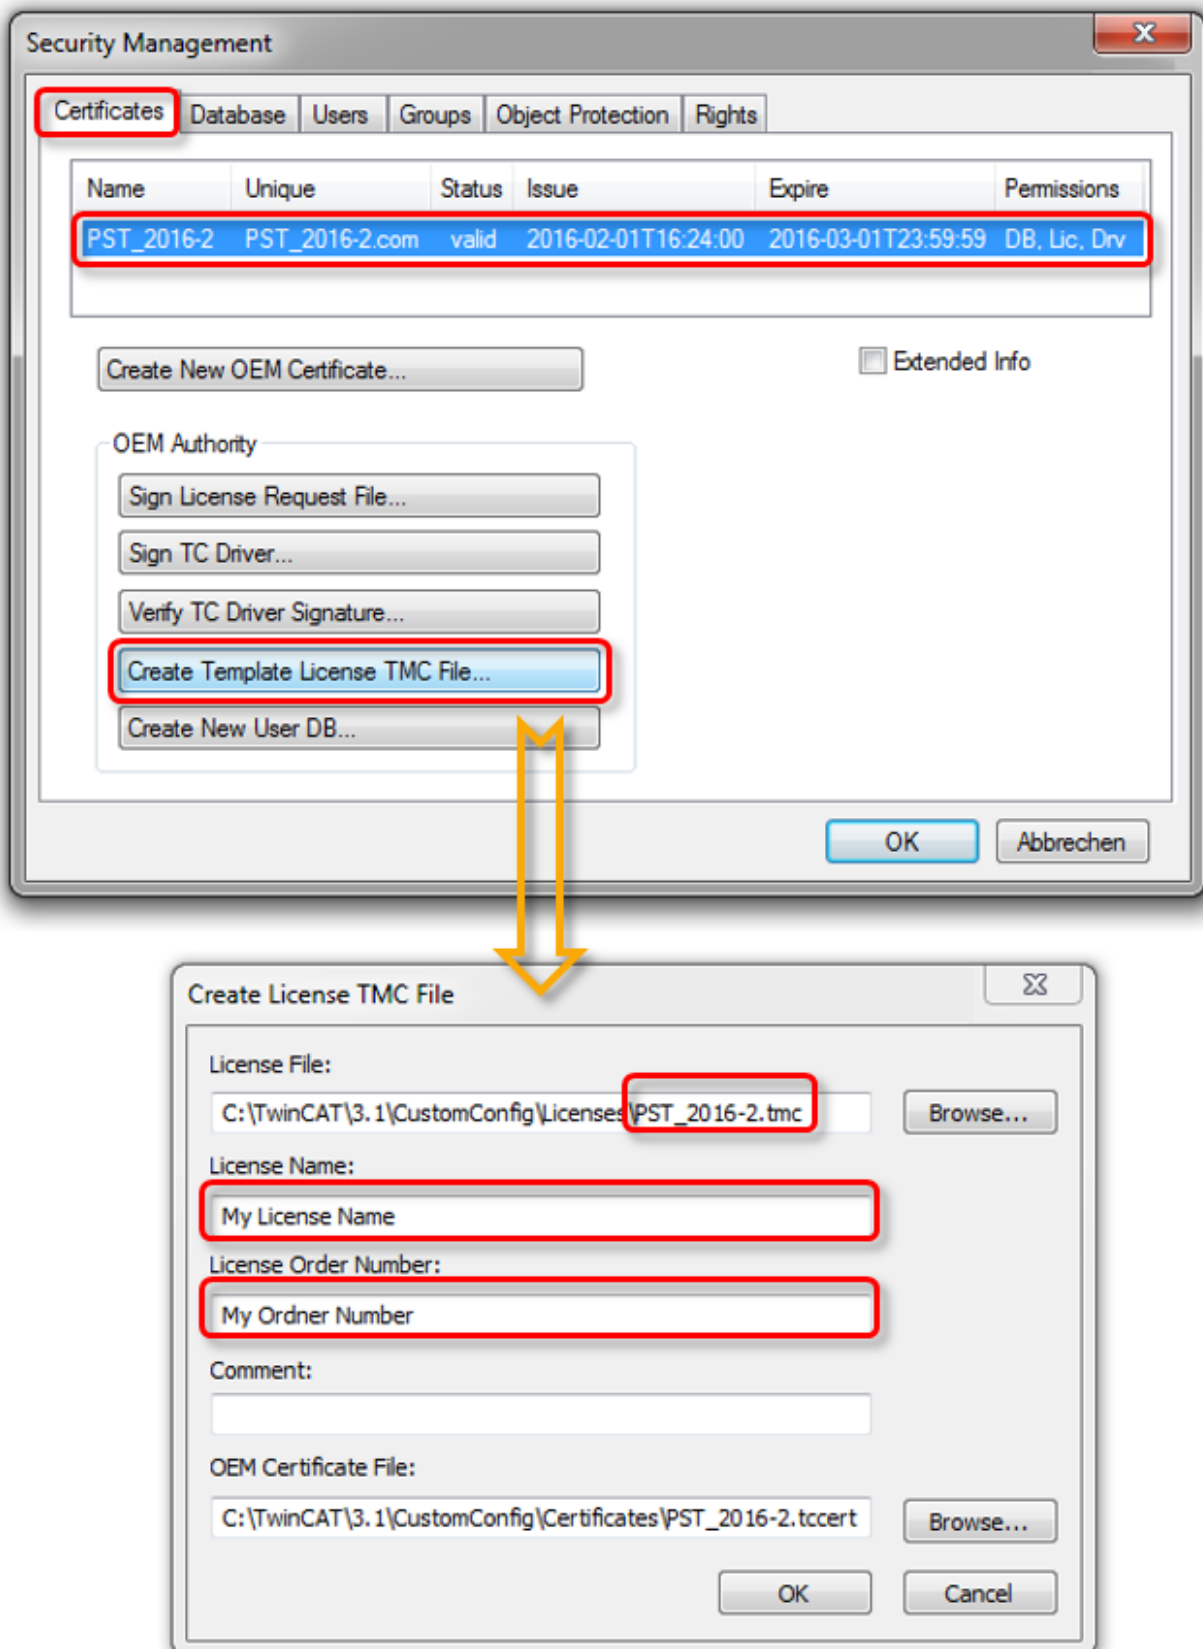 Security Management
Certificates Database Users Groups Object Protection Rights
Name Unique Status Issue Expire Permissions
PST_2016-2 PST_2016-2.com valid 2016-02-01T16:24:00 2016-03-01T23:59:59 DB, Lic, Drv
Create New OEM Certificate...
Extended Info
OEM Authority
Sign License Request File...
Sign TC Driver...
Verify TC Driver Signature...
Create Template License TMC File...
Create New User DB...
OK Abbrechen
Create License TMC File
License File:
C:\TwinCAT\3.1\CustomConfig\Licenses\PST_2016-2.tmc Browse...
License Name:
My License Name
License Order Number:
My Ordner Number
Comment:
OEM Certificate File:
C:\TwinCAT\3.1\CustomConfig\Certificates\PST_2016-2.tccert Browse...
OK Cancel